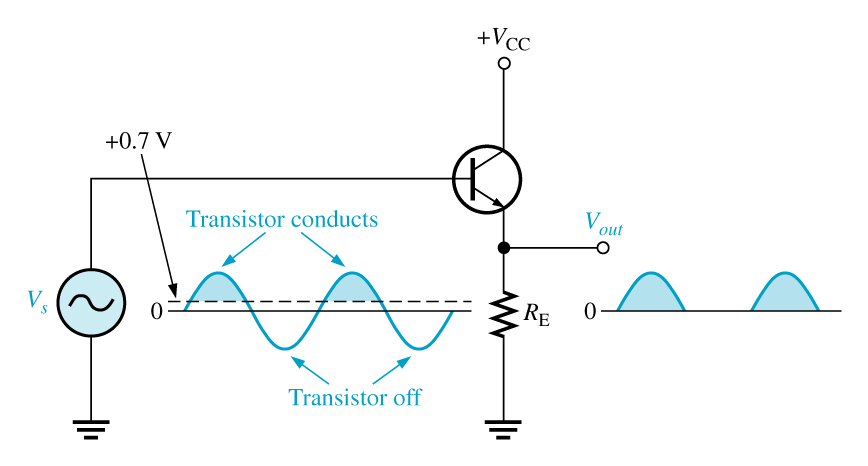 +V_CC
+0.7 V
Transistor conducts
V_out
V_s
0
R_E
0
Transistor off